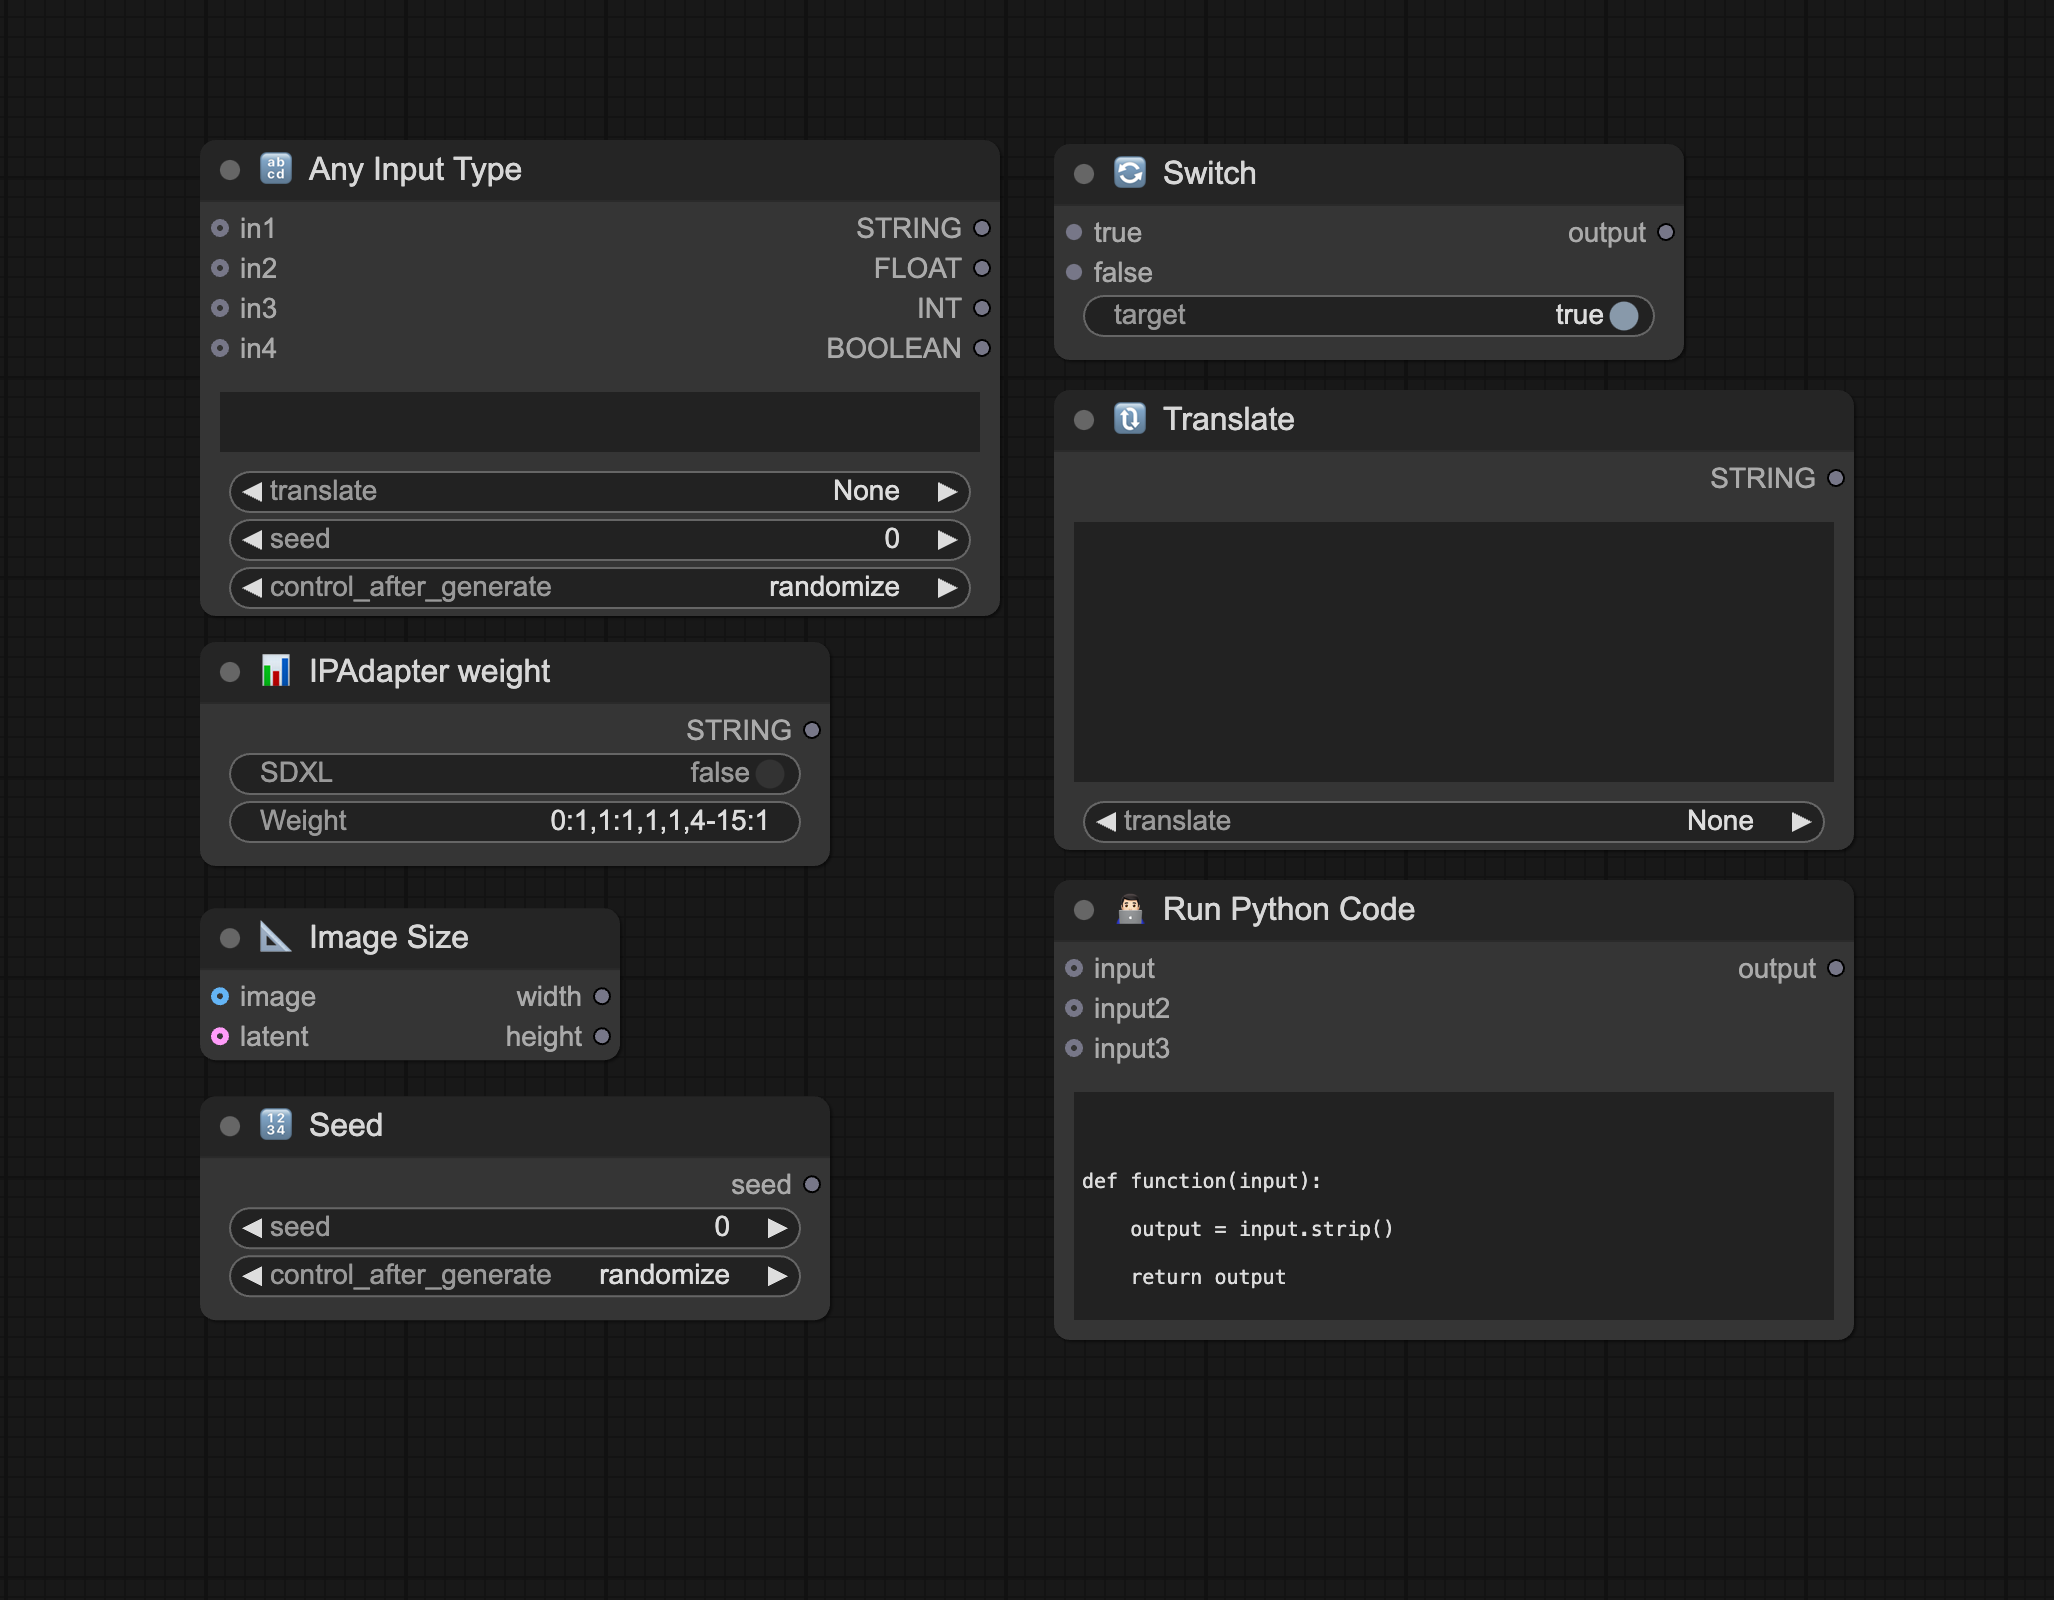 Any Input Type
in1 STRING
in2 FLOAT
in3 INT
in4 BOOLEAN
translate None
seed 0
control_after_generate randomize
IPAdapter weight
STRING
SDXL false
Weight 0:1,1:1,1,1,4-15:1
Image Size
image width
latent height
Seed
seed
seed 0
control_after_generate randomize
Switch
true output
false
target true
Translate
STRING
translate None
Run Python Code
input output
input2
input3
def function(input):
    output = input.strip()
    return output